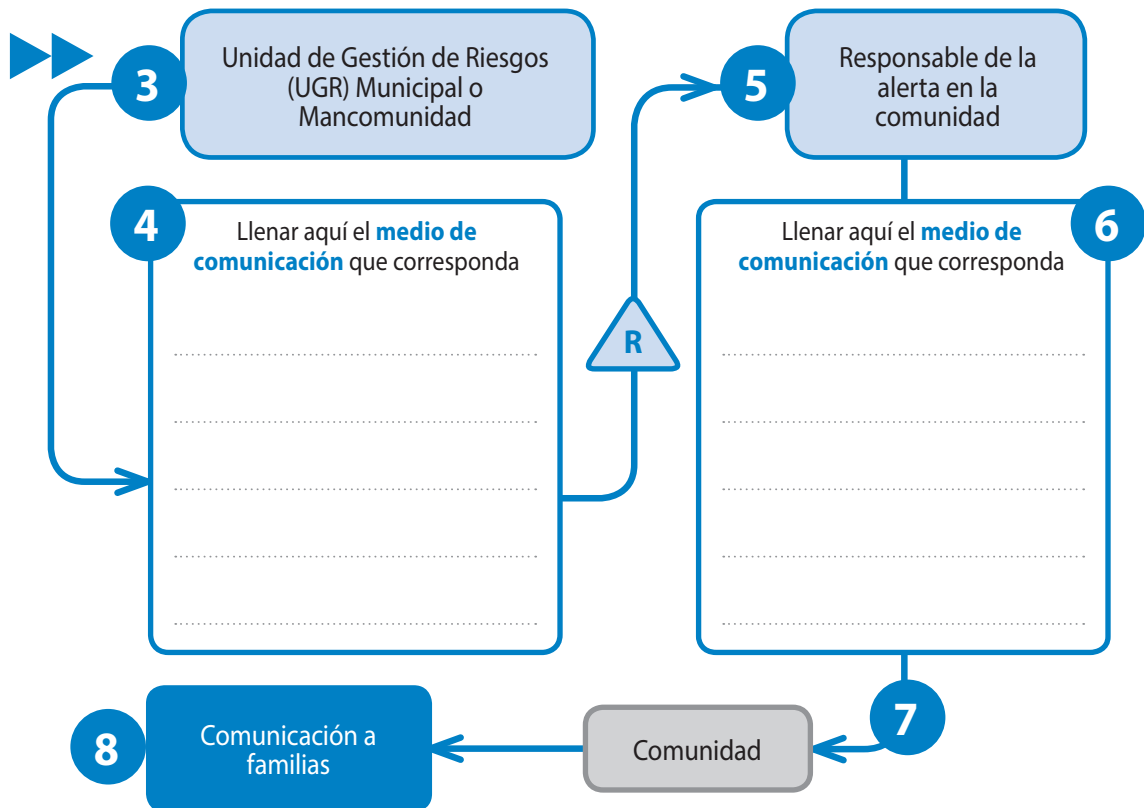 3
Unidad de Gestión de Riesgos
(UGR) Municipal o
Mancomunidad
4
Llenar aquí el medio de
comunicación que corresponda
R
5
Responsable de la
alerta en la
comunidad
6
Llenar aquí el medio de
comunicación que corresponda
7
Comunidad
8
Comunicación a
familias